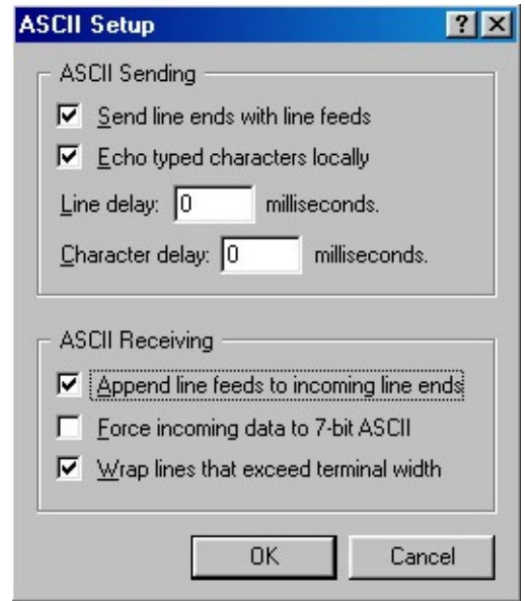 ASCII Setup
ASCII Sending
Send line ends with line feeds
Echo typed characters locally
Line delay: 0 milliseconds.
Character delay: 0 milliseconds.
ASCII Receiving
Append line feeds to incoming line ends
Force incoming data to 7-bit ASCII
Wrap lines that exceed terminal width
OK Cancel